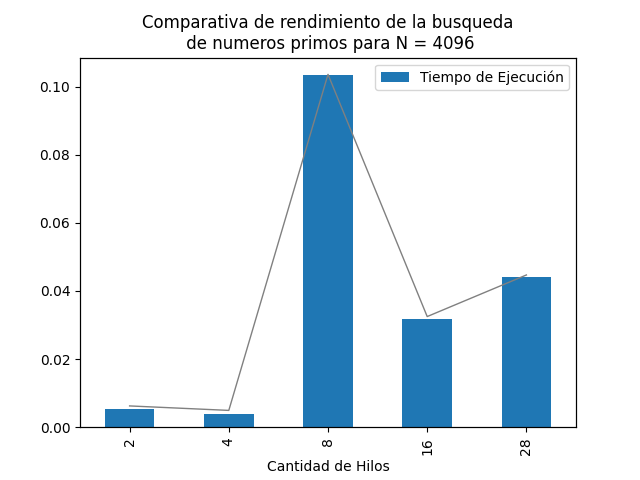 Comparativa de rendimiento de la busqueda
de numeros primos para N = 4096
Tiempo de Ejecución
0.10
0.08
0.06
0.04
0.02
0.00
2
4
8
16
28
Cantidad de Hilos